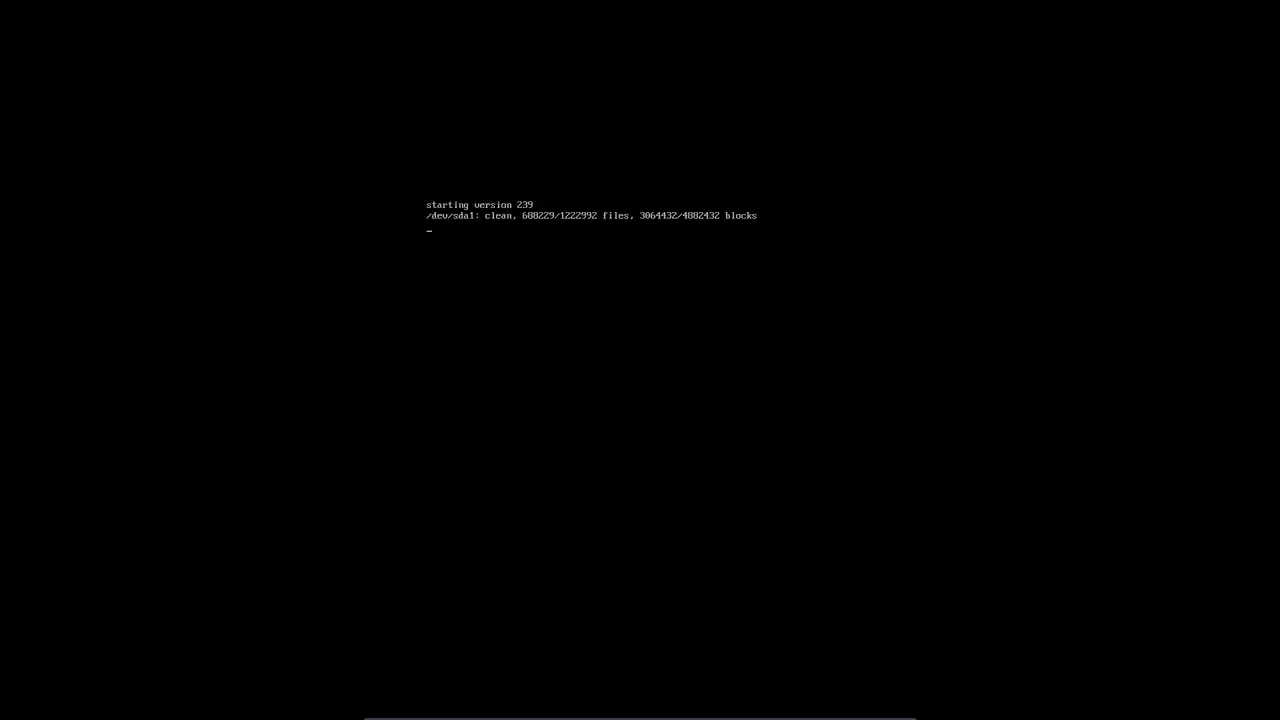 starting version 239
/dev/sda1: clean, 688229/1222992 files, 3064432/4882432 blocks
_